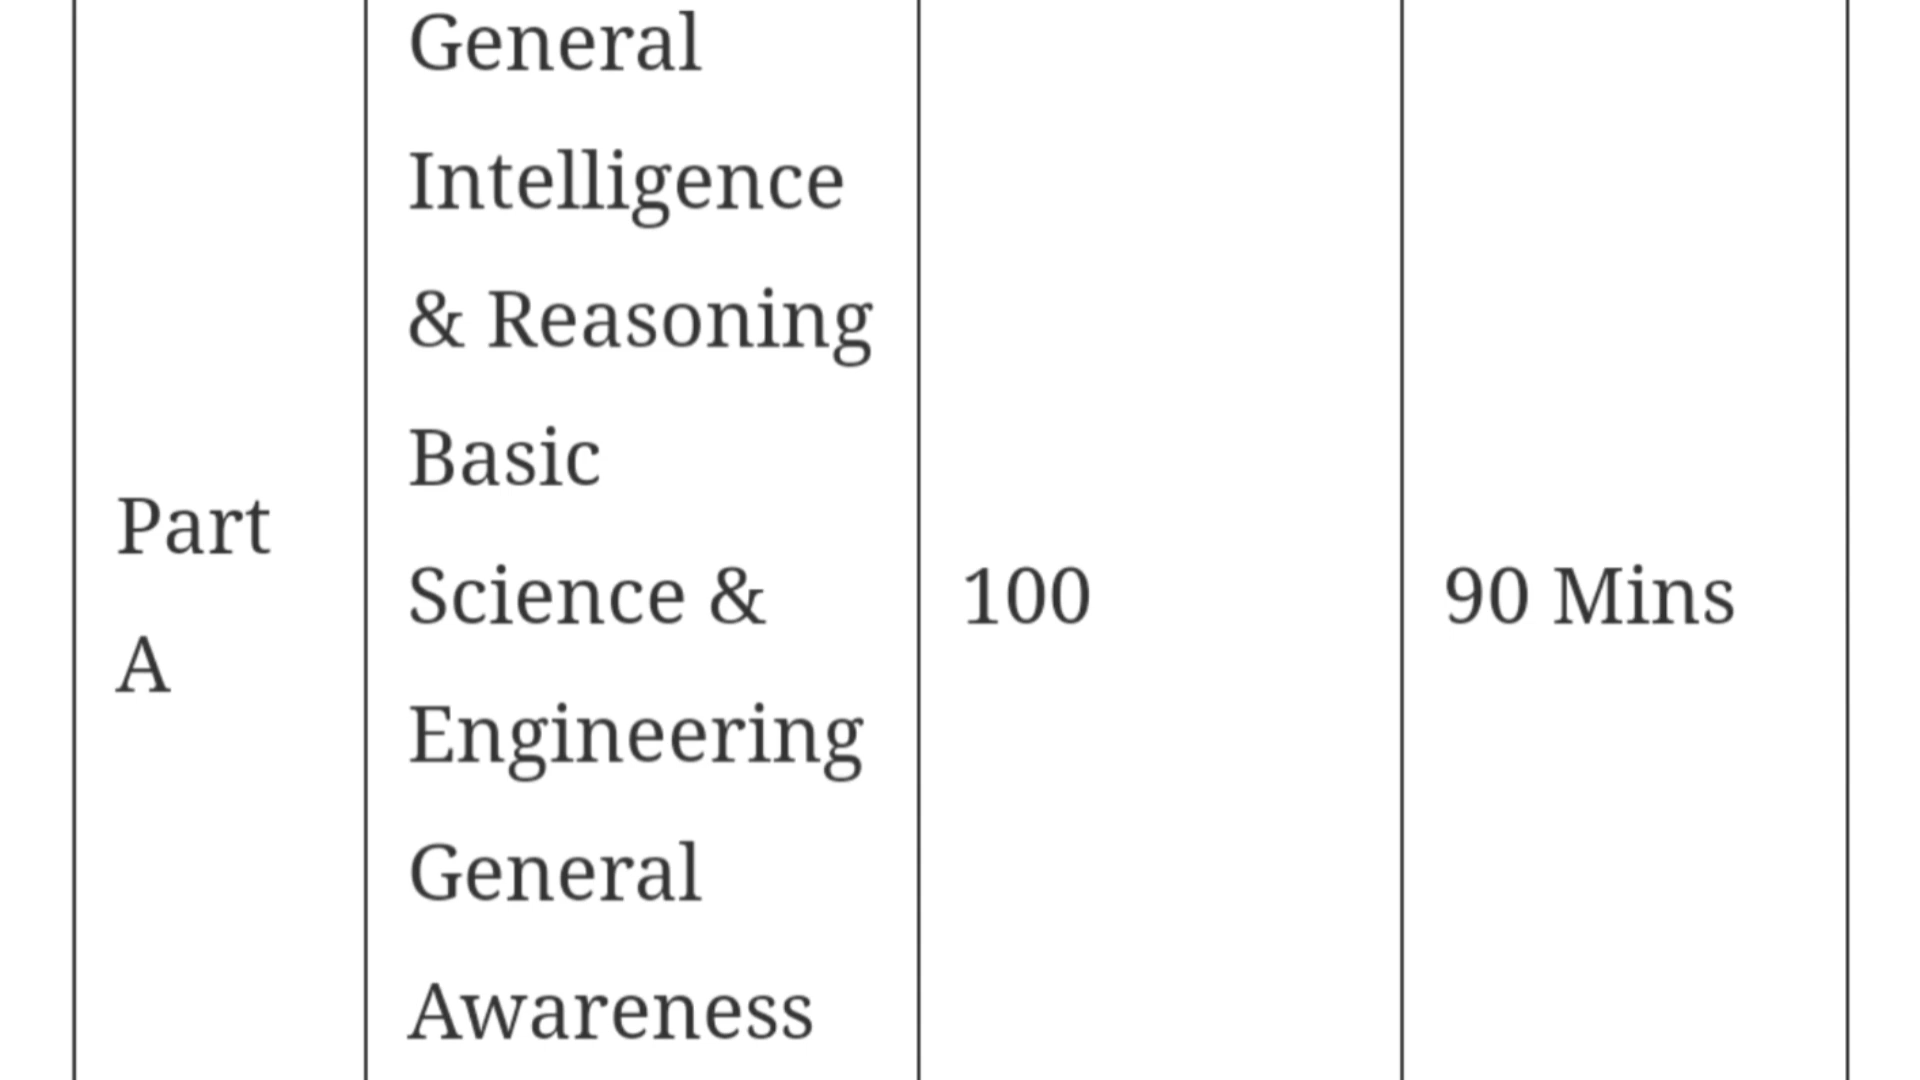 Part
A
General
Intelligence
& Reasoning
Basic
Science &
Engineering
General
Awareness
100
90 Mins